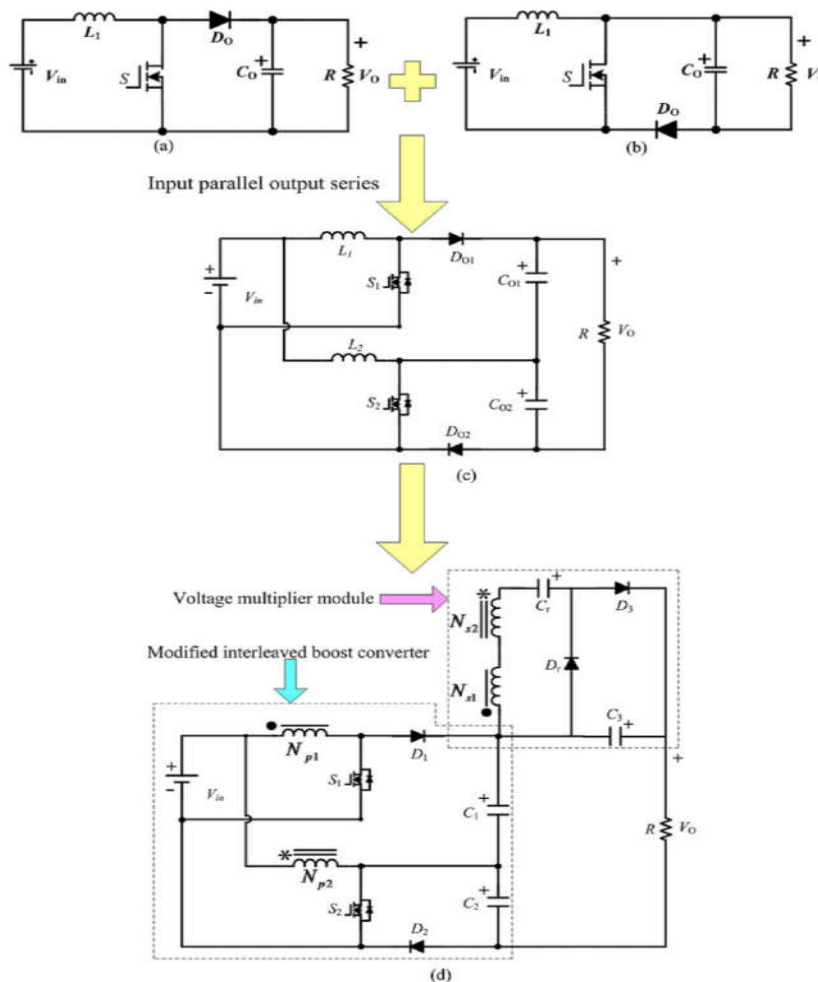 L1
DO
S
Vin
CO
+
R
VO
+
(a)
L1
S
Vin
CO
+
R
+
DO
(b)
Input parallel output series
L1
DO1
+
-
Vin
S1
CO1
+
L2
R
VO
+
S2
CO2
+
DO2
(c)
Voltage multiplier module
*
Ns2
Cr
+
D3
Dr
Ns1
C3
+
Modified interleaved boost converter
Np1
D1
+
-
Vin
S1
C1
+
+
R
VO
*
Np2
S2
C2
+
D2
(d)